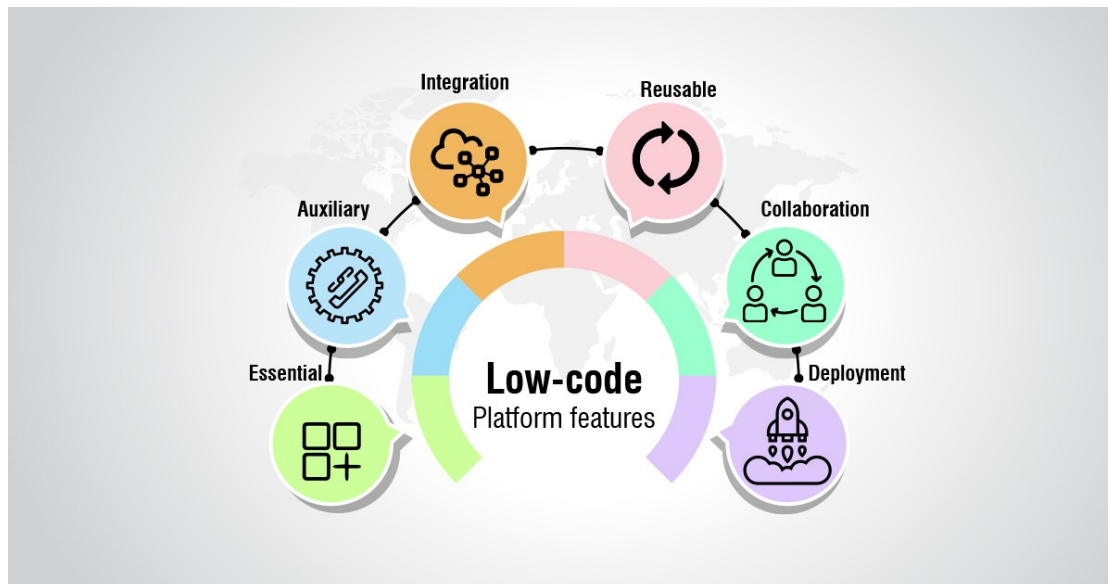 Integration
Reusable
Auxiliary
Collaboration
Essential
Deployment
Low-code
Platform features